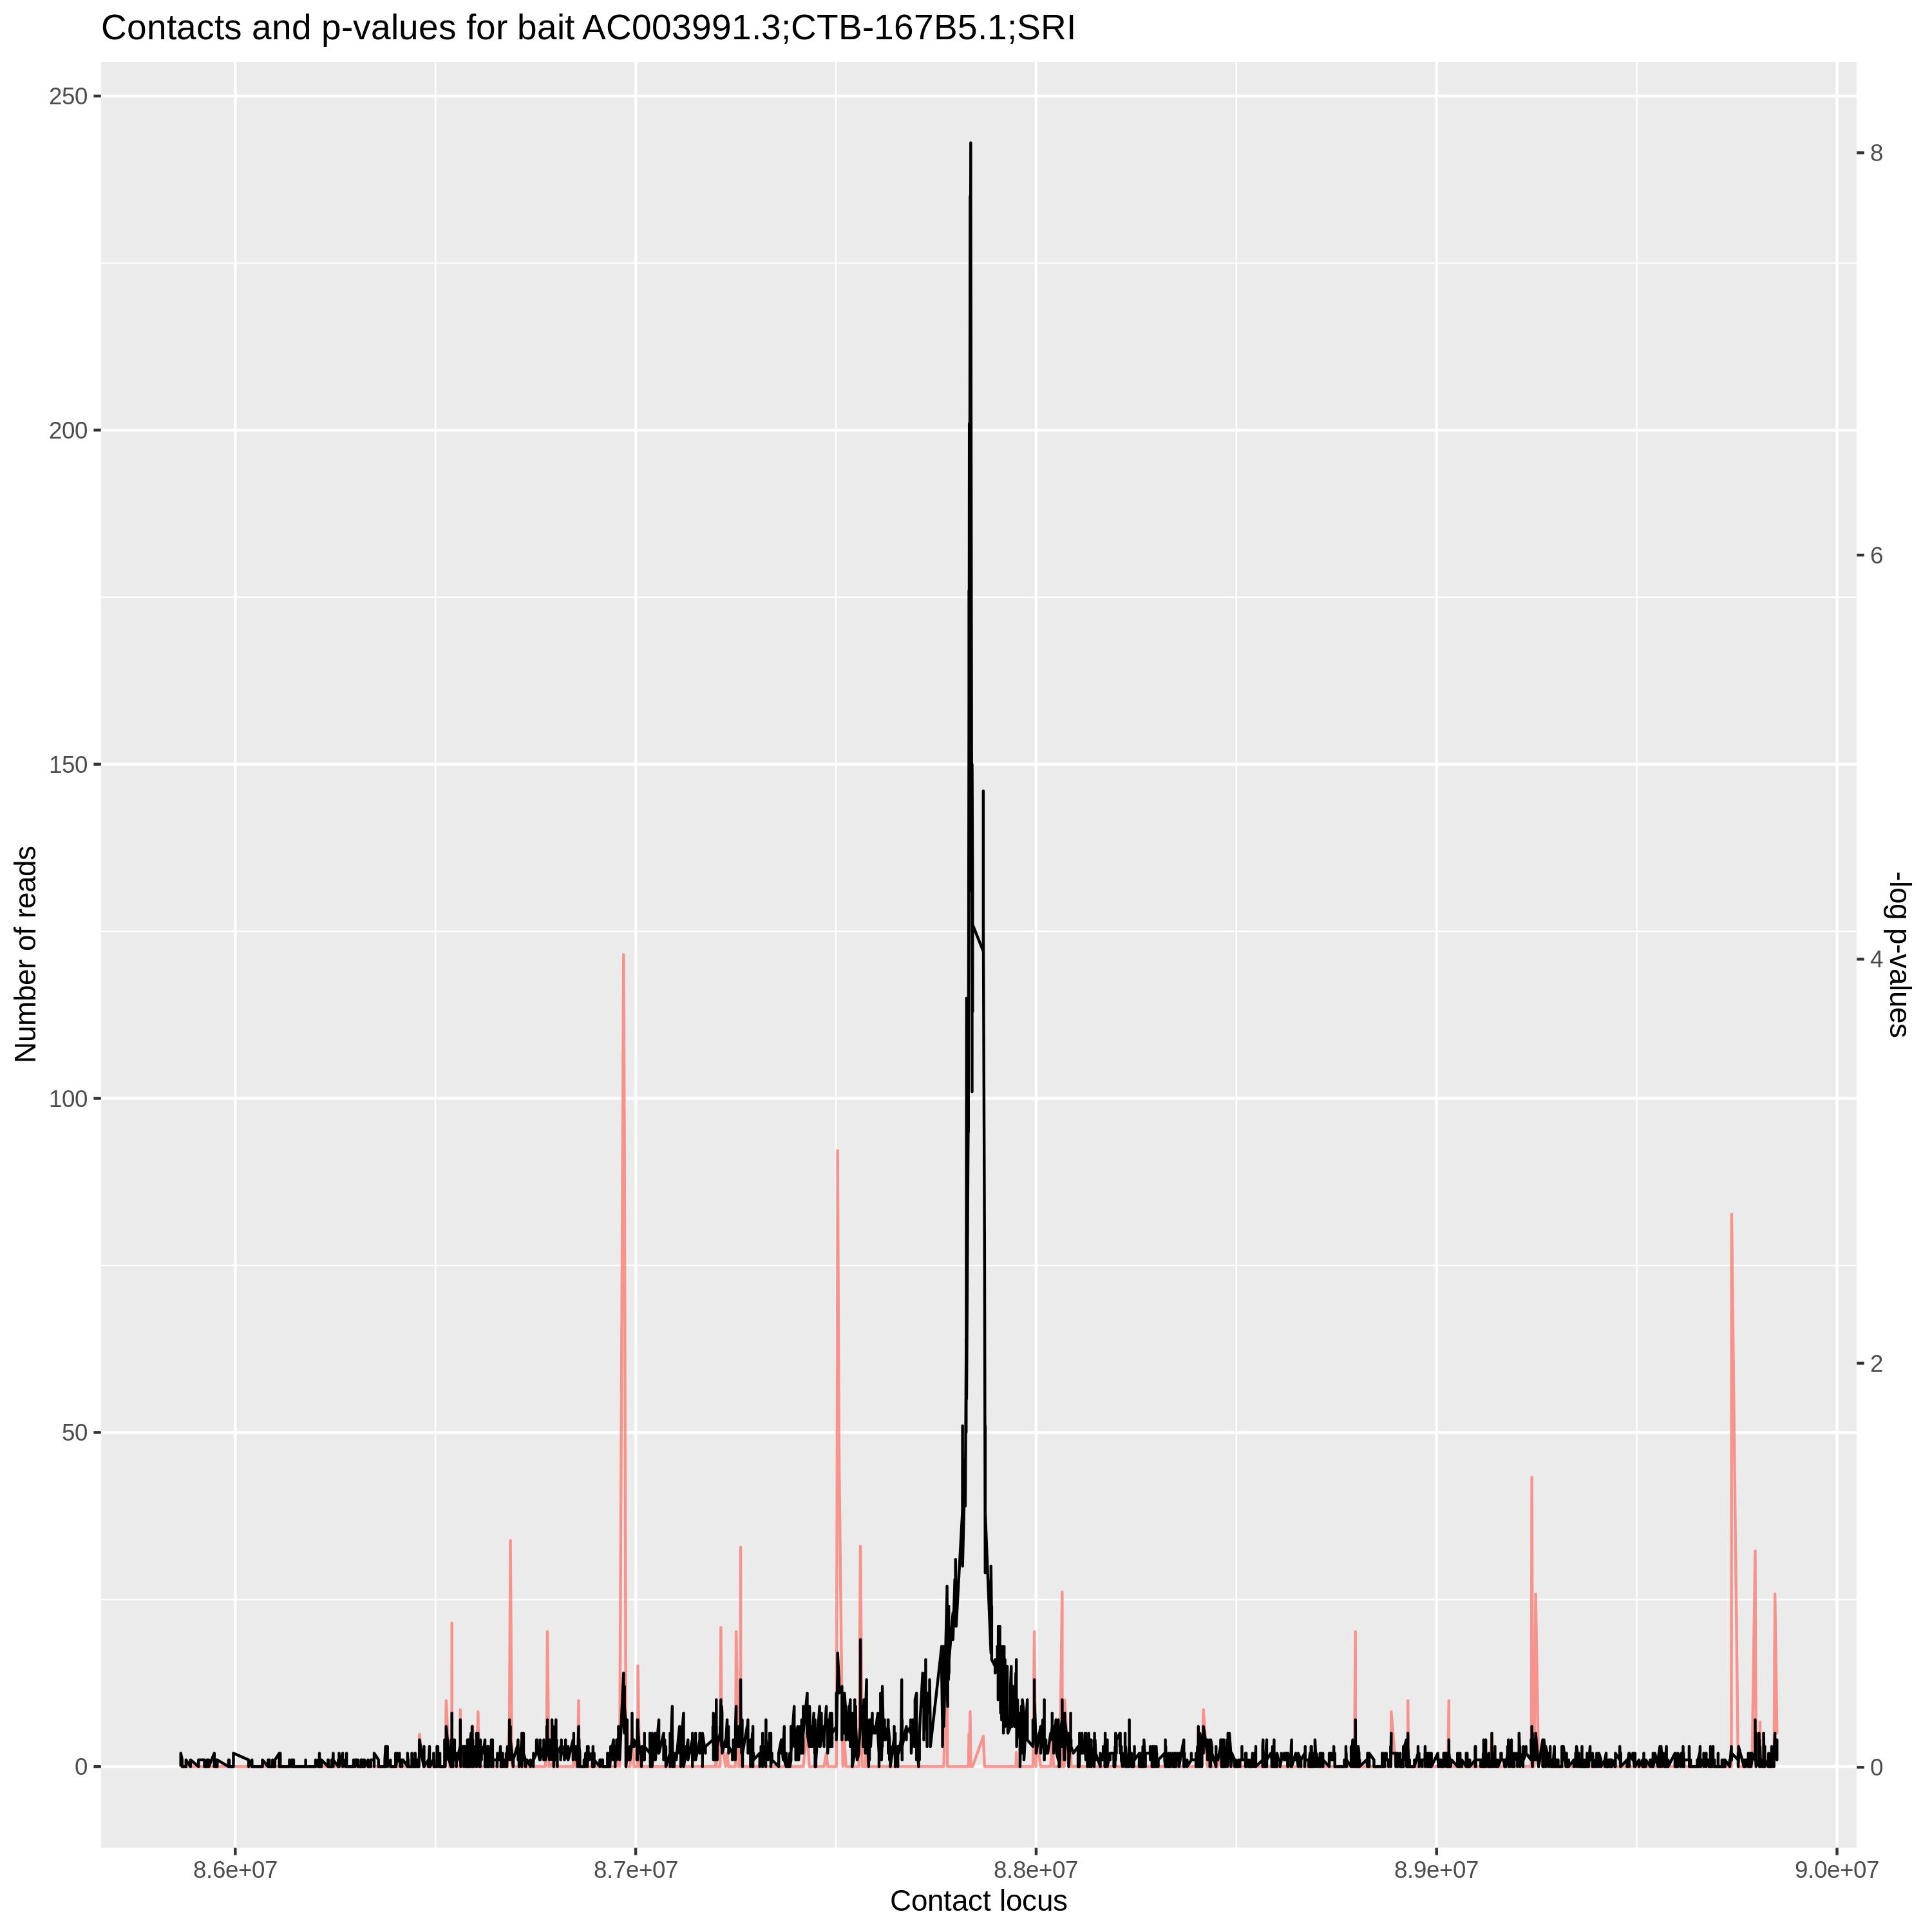 Contacts and p-values for bait AC003991.3;CTB-167B5.1;SRI
250
200
150
100
50
0
Number of reads
8
6
4
2
0
-log p-values
8.6e+07 8.7e+07 8.8e+07 8.9e+07 9.0e+07
Contact locus